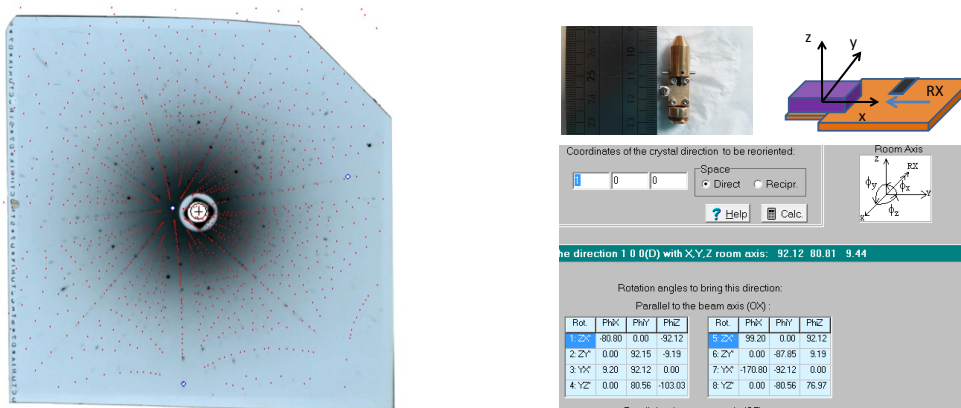 z
y
x
RX
Coordinates of the crystal direction to be reoriented:
1 0 0
Space
Direct Recipr.
? Help Calc.
Room Axis
z
RX
ϕy ϕx
Y
ϕz
x
he direction 1 0 0(D) with X,Y,Z room axis: 92.12 80.81 9.44
Rotation angles to bring this direction:
Parallel to the beam axis (OX) :
Rot. PhiX PhiY PhiZ
1: ZX" -80.80 0.00 -92.12
2: ZY" 0.00 92.15 -9.19
3: YX" 9.20 92.12 0.00
4: YZ" 0.00 80.56 -103.03
Rot. PhiX PhiY PhiZ
5: ZX" 99.20 0.00 92.12
6: ZY" 0.00 -87.85 9.19
7: YX" -170.80 -92.12 0.00
8: YZ" 0.00 -80.56 76.97